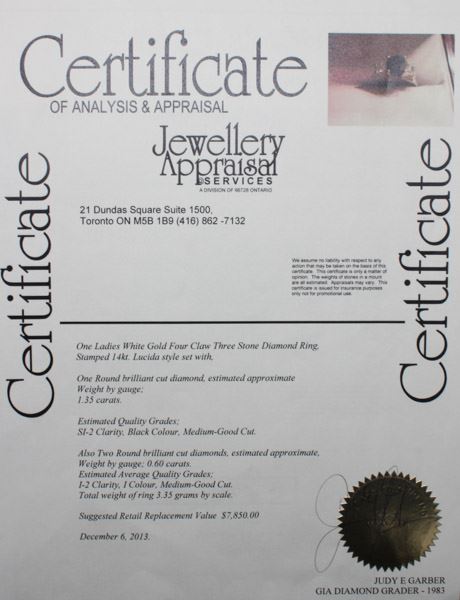 Certificate
OF ANALYSIS & APPRAISAL
Jewellery
Appraisal
SERVICES
A DIVISION OF 66728 ONTARIO
21 Dundas Square Suite 1500,
Toronto ON M5B 1B9 (416) 862 -7132
Certificate
Certificate
We assume no liability with respect to any
action that may be taken on the basis of this
certificate. This certificate is only a matter of
opinion. The weights of stones in a mount
are all estimated. Appraisals may vary. This
certificate is issued for insurance purposes
only not for promotional use.
One Ladies White Gold Four Claw Three Stone Diamond Ring,
Stamped 14kt. Lucida style set with,
One Round brilliant cut diamond, estimated approximate
Weight by gauge;
1.35 carats.
Estimated Quality Grades;
SI-2 Clarity, Black Colour, Medium-Good Cut.
Also Two Round brilliant cut diamonds, estimated approximate,
Weight by gauge; 0.60 carats.
Estimated Average Quality Grades;
I-2 Clarity, I Colour, Medium-Good Cut.
Total weight of ring 3.35 grams by scale.
Suggested Retail Replacement Value $7,850.00
December 6, 2013.
JUDY E GARBER
GIA DIAMOND GRADER - 1983